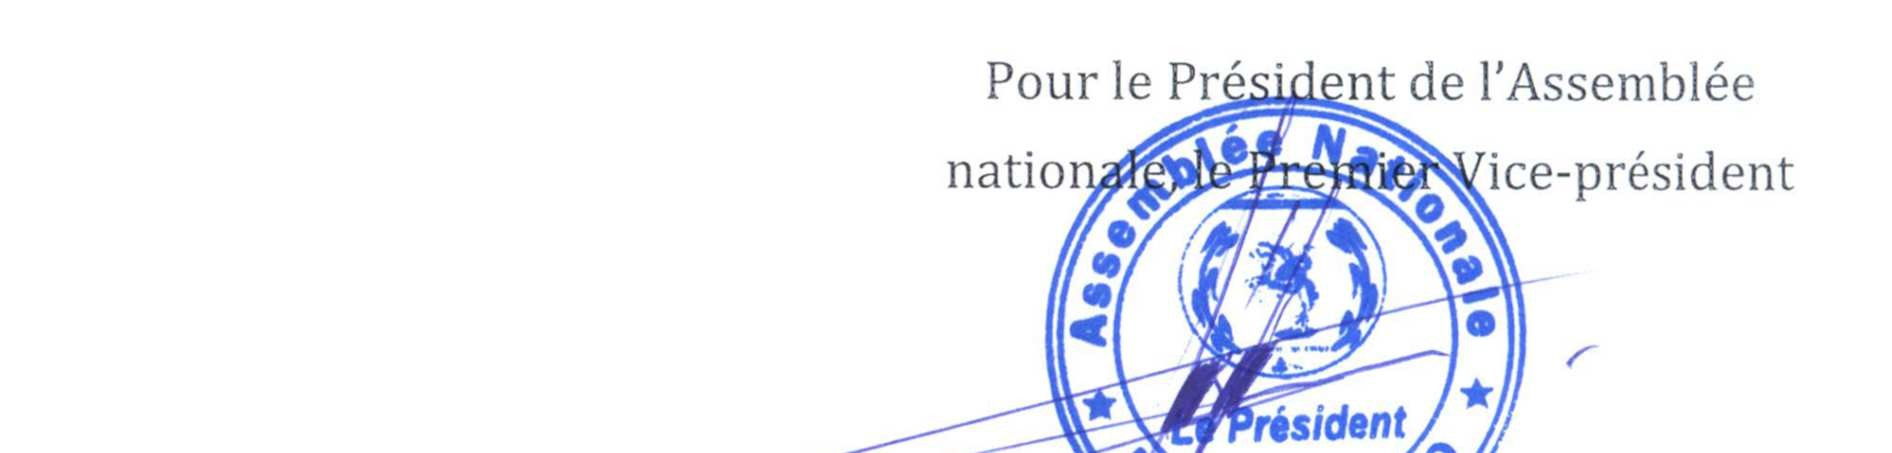 Pour le Président de l'Assemblée
nationale, le Premier Vice-président
Assemblée Nationale
Le Président